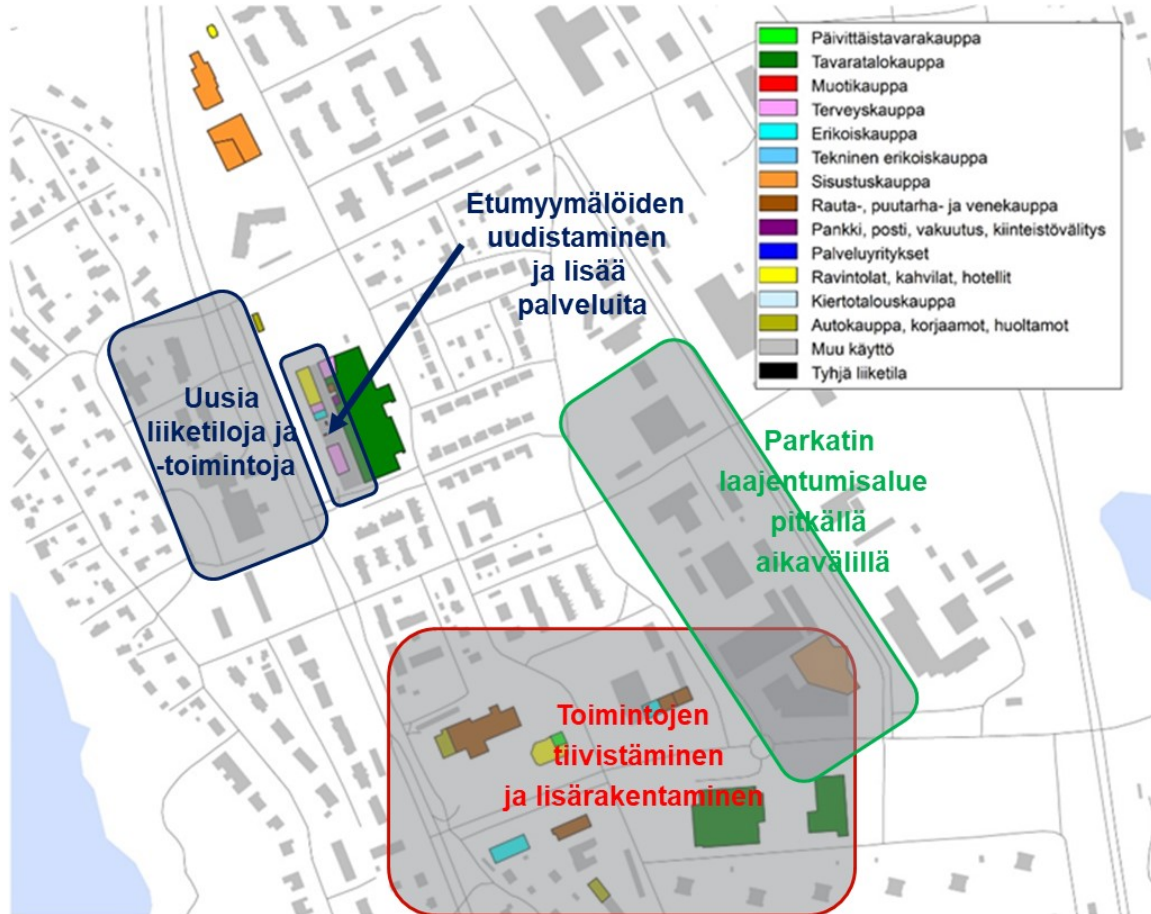 Päivittäistavarakauppa
Tavaratalokauppa
Muotikauppa
Terveyskauppa
Erikoiskauppa
Tekninen erikoiskauppa
Sisustuskauppa
Rauta-, puutarha- ja venekauppa
Pankki, posti, vakuutus, kiinteistövälitys
Palveluyritykset
Ravintolat, kahvilat, hotellit
Kiertotalouskauppa
Autokauppa, korjaamot, huoltamot
Muu käyttö
Tyhjä liiketila
Etumyymälöiden
uudistaminen
ja lisää
palveluita
Uusia
liiketiloja ja
-toimintoja
Parkatin
laajentumisalue
pitkällä
aikavälillä
Toimintojen
tiivistäminen
ja lisärakentaminen